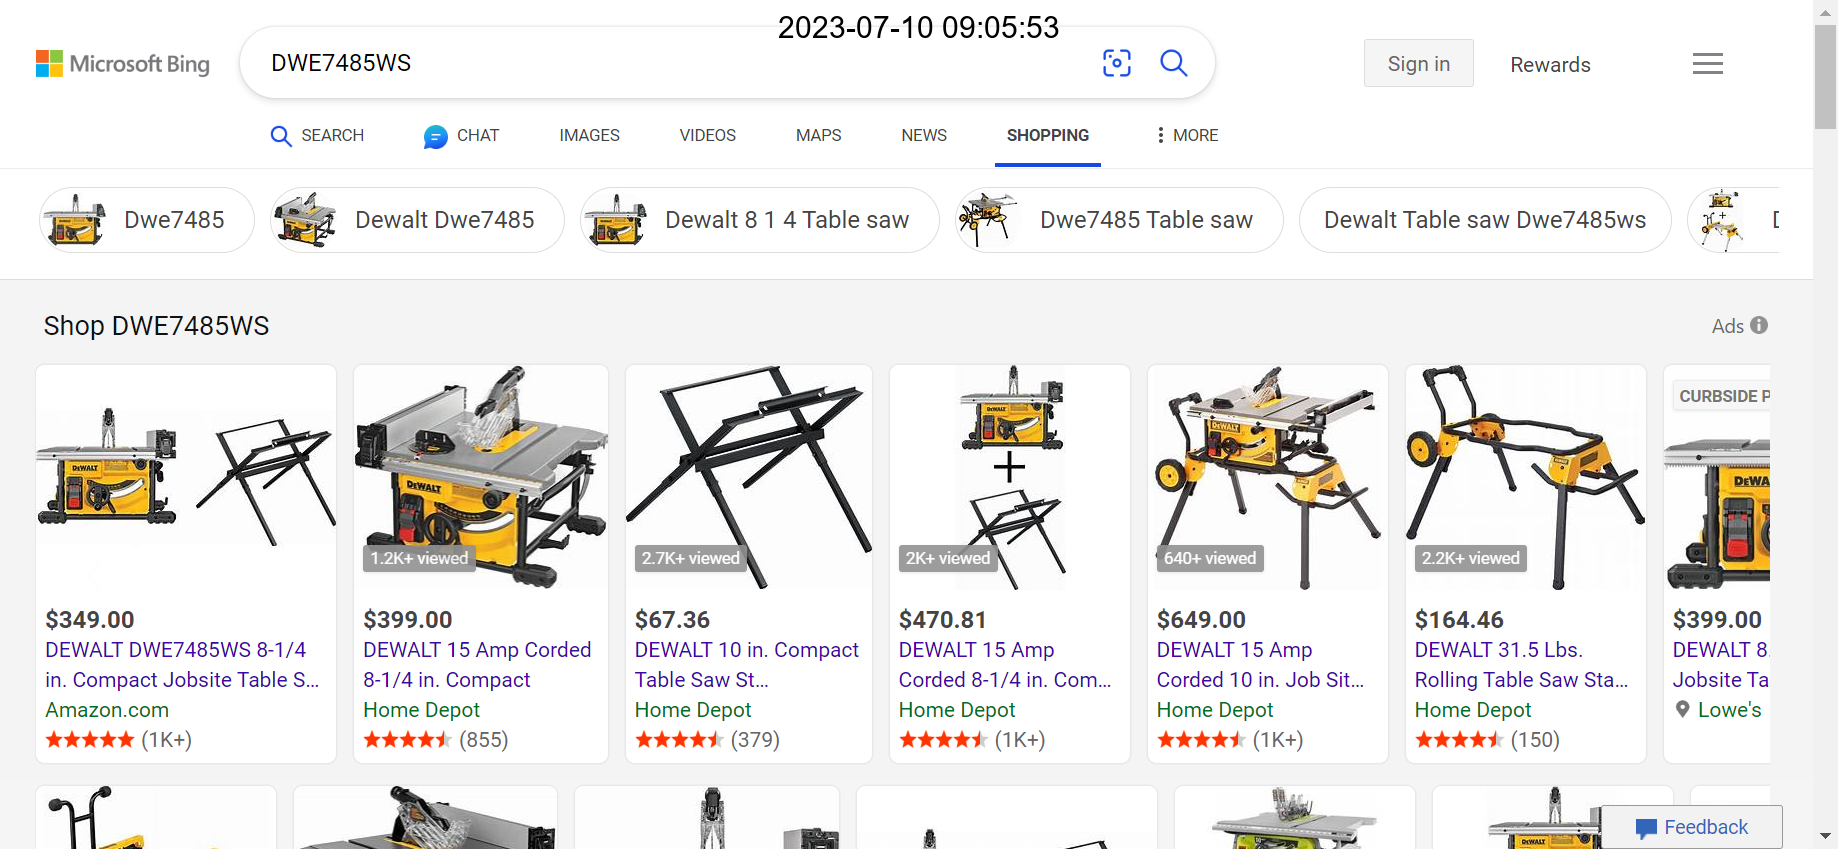 2023-07-10 09:05:53
Microsoft Bing
DWE7485WS
Sign in
Rewards
SEARCH
CHAT
IMAGES
VIDEOS
MAPS
NEWS
SHOPPING
MORE
Dwe7485
Dewalt Dwe7485
Dewalt 8 1 4 Table saw
Dwe7485 Table saw
Dewalt Table saw Dwe7485ws
Shop DWE7485WS
Ads
$349.00
DEWALT DWE7485WS 8-1/4
in. Compact Jobsite Table S...
Amazon.com
(1K+)
1.2K+ viewed
$399.00
DEWALT 15 Amp Corded
8-1/4 in. Compact
Home Depot
(855)
2.7K+ viewed
$67.36
DEWALT 10 in. Compact
Table Saw St...
Home Depot
(379)
2K+ viewed
$470.81
DEWALT 15 Amp
Corded 8-1/4 in. Com...
Home Depot
(1K+)
640+ viewed
$649.00
DEWALT 15 Amp
Corded 10 in. Job Sit...
Home Depot
(1K+)
2.2K+ viewed
$164.46
DEWALT 31.5 Lbs.
Rolling Table Saw Sta...
Home Depot
(150)
CURBSIDE P
$399.00
DEWALT 8.
Jobsite Ta
Lowe's
Feedback